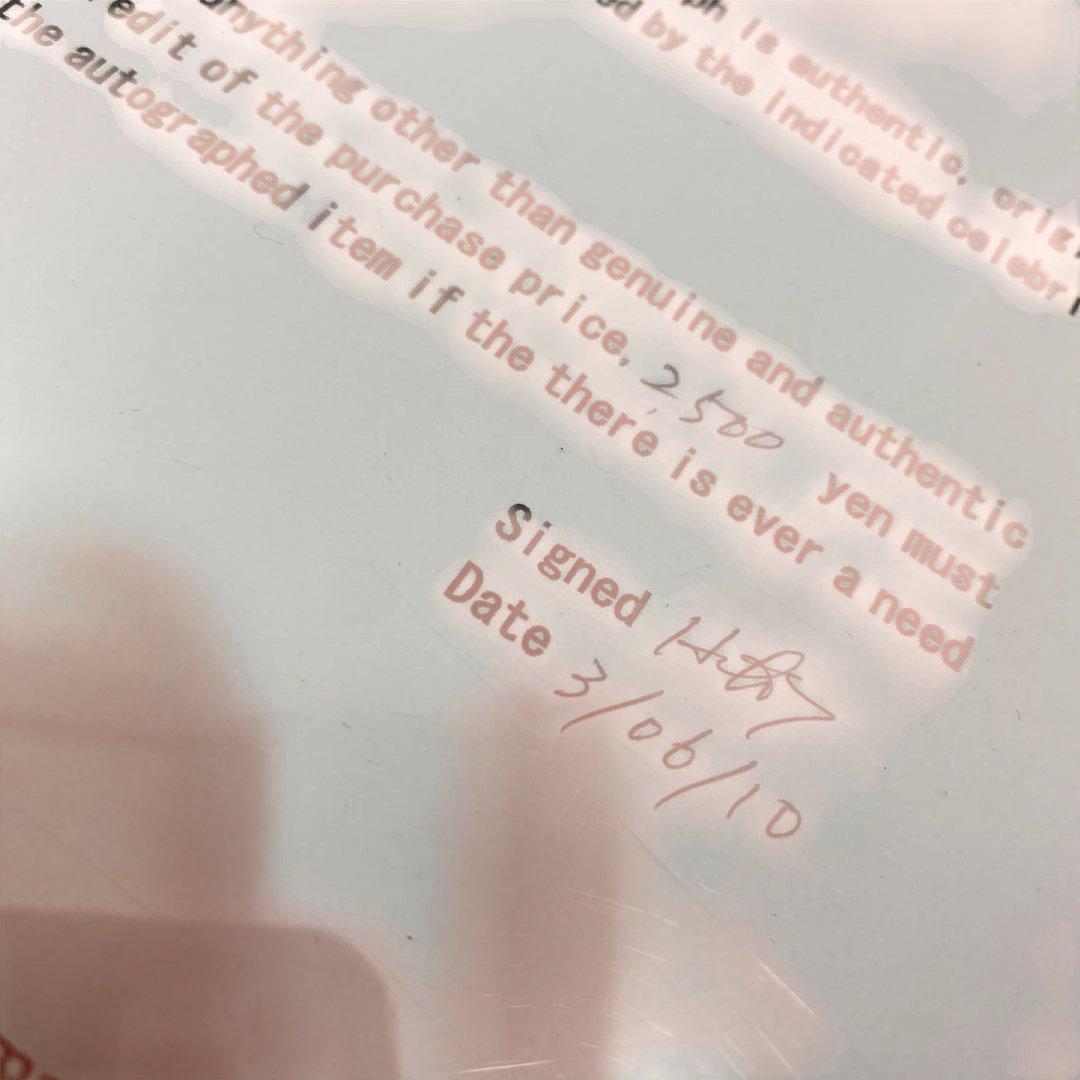 is authentic,
by the indicated
anything other than genuine and authentic
of the purchase price, 2500 yen must
the autographed item if the there is ever a need
Signed
Date 3/06/10